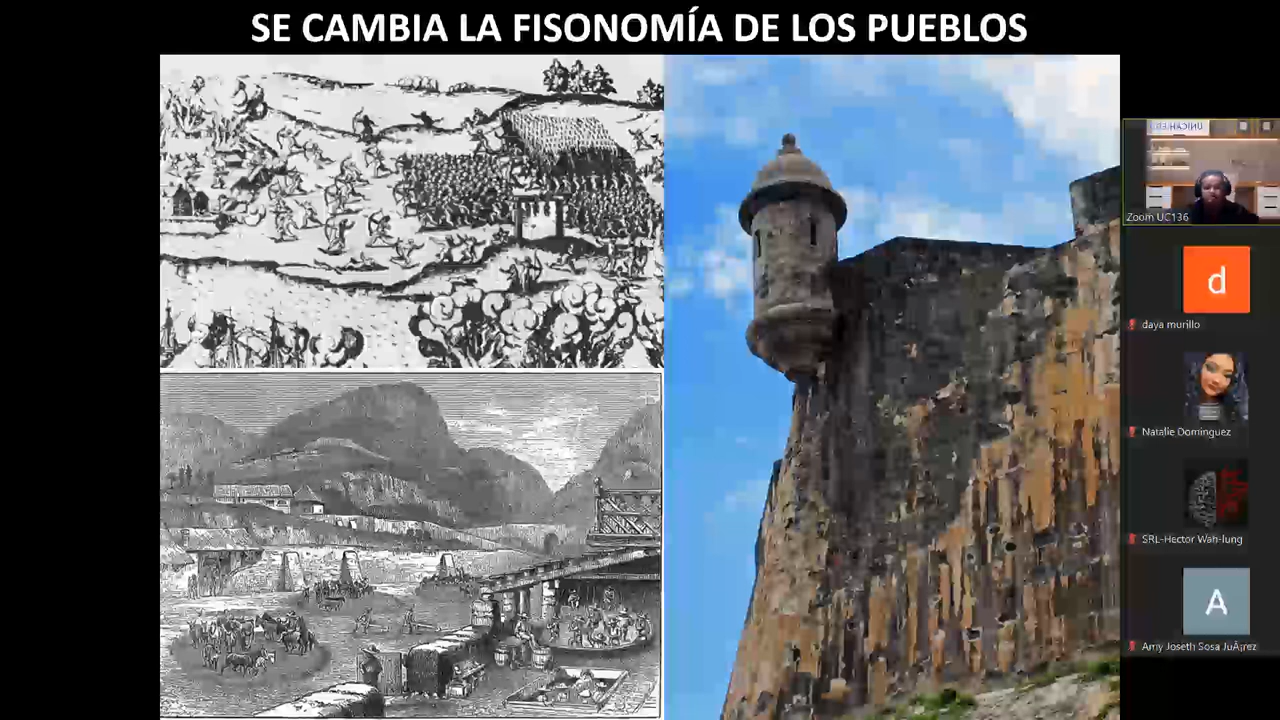 SE CAMBIA LA FISONOMÍA DE LOS PUEBLOS
Zoom UC136
d
daya murillo
Natalie Dominguez
SRL-Hector Wah-lung
A
Amy Joseth Sosa JuÃ¡rez